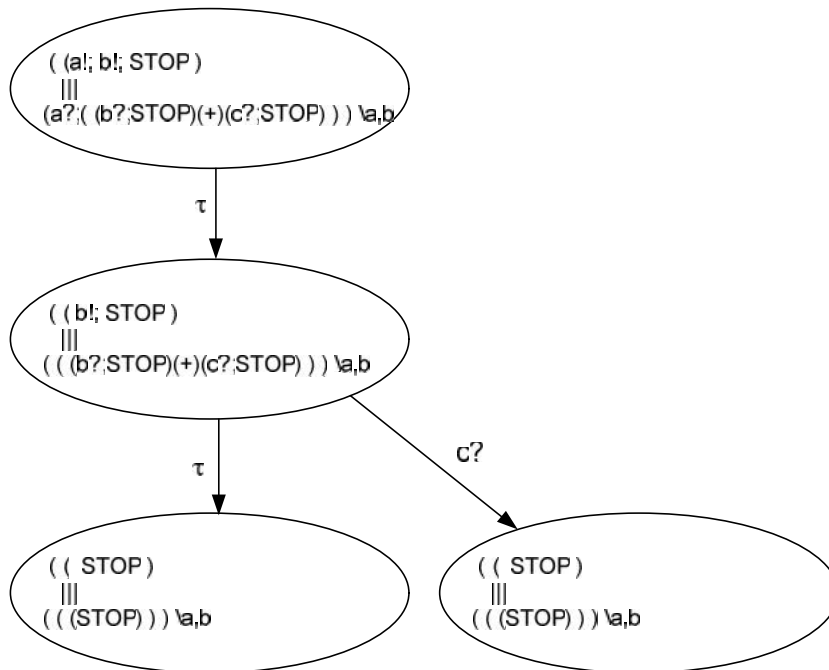 ( (a!; b!; STOP )
|||
(a?;( (b?;STOP)(+)(c?;STOP) ) ) \a,b
τ
( ( b!; STOP )
|||
( ( (b?;STOP)(+)(c?;STOP) ) ) \a,b
τ
c?
( ( STOP )
|||
( ( (STOP) ) ) \a,b
( ( STOP )
|||
( ( (STOP) ) ) \a,b